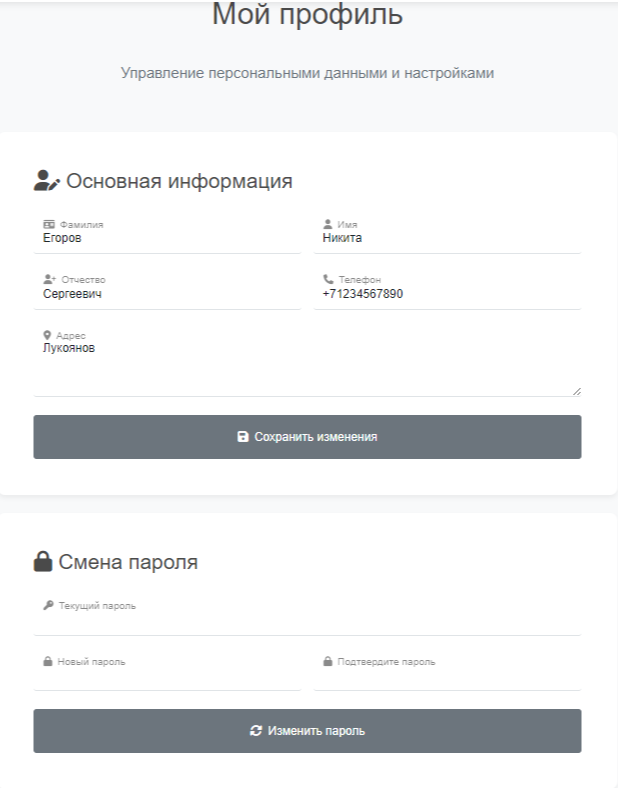 Мой профиль
Управление персональными данными и настройками
Основная информация
Фамилия
Егоров
Имя
Никита
Отчество
Сергеевич
Телефон
+71234567890
Адрес
Лукоянов
Сохранить изменения
Смена пароля
Текущий пароль
Новый пароль
Подтвердите пароль
Изменить пароль